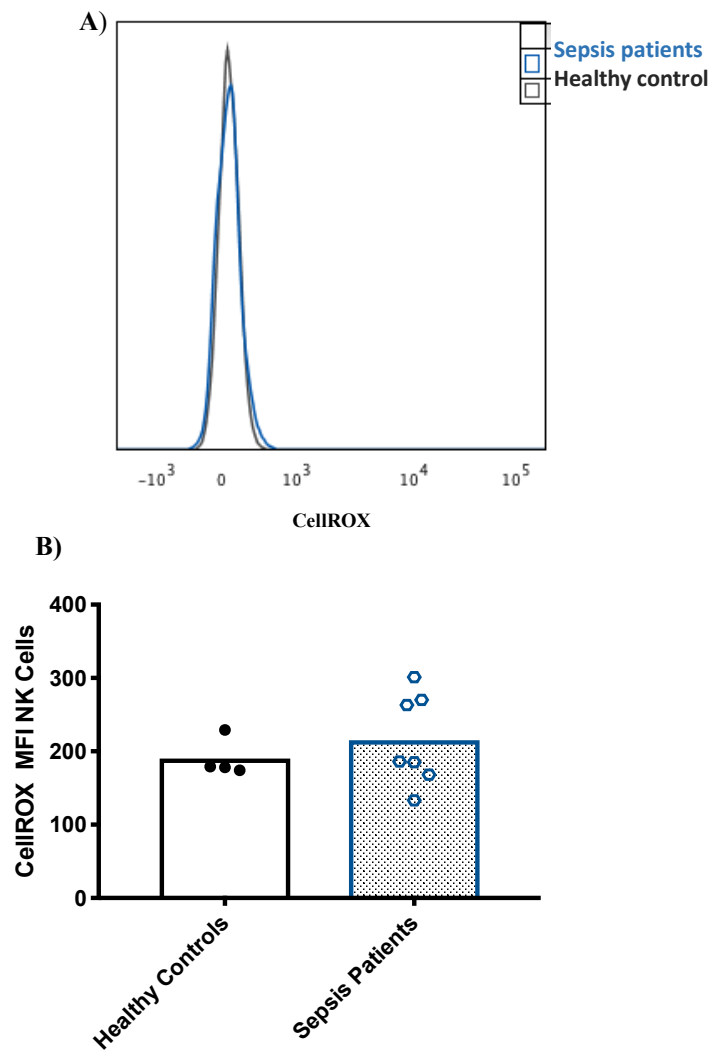 A)
Sepsis patients
Healthy control
–10³ 0 10³ 10⁴ 10⁵
CellROX
B)
CellROX MFI NK Cells
400
300
200
100
0
Healthy Controls
Sepsis Patients